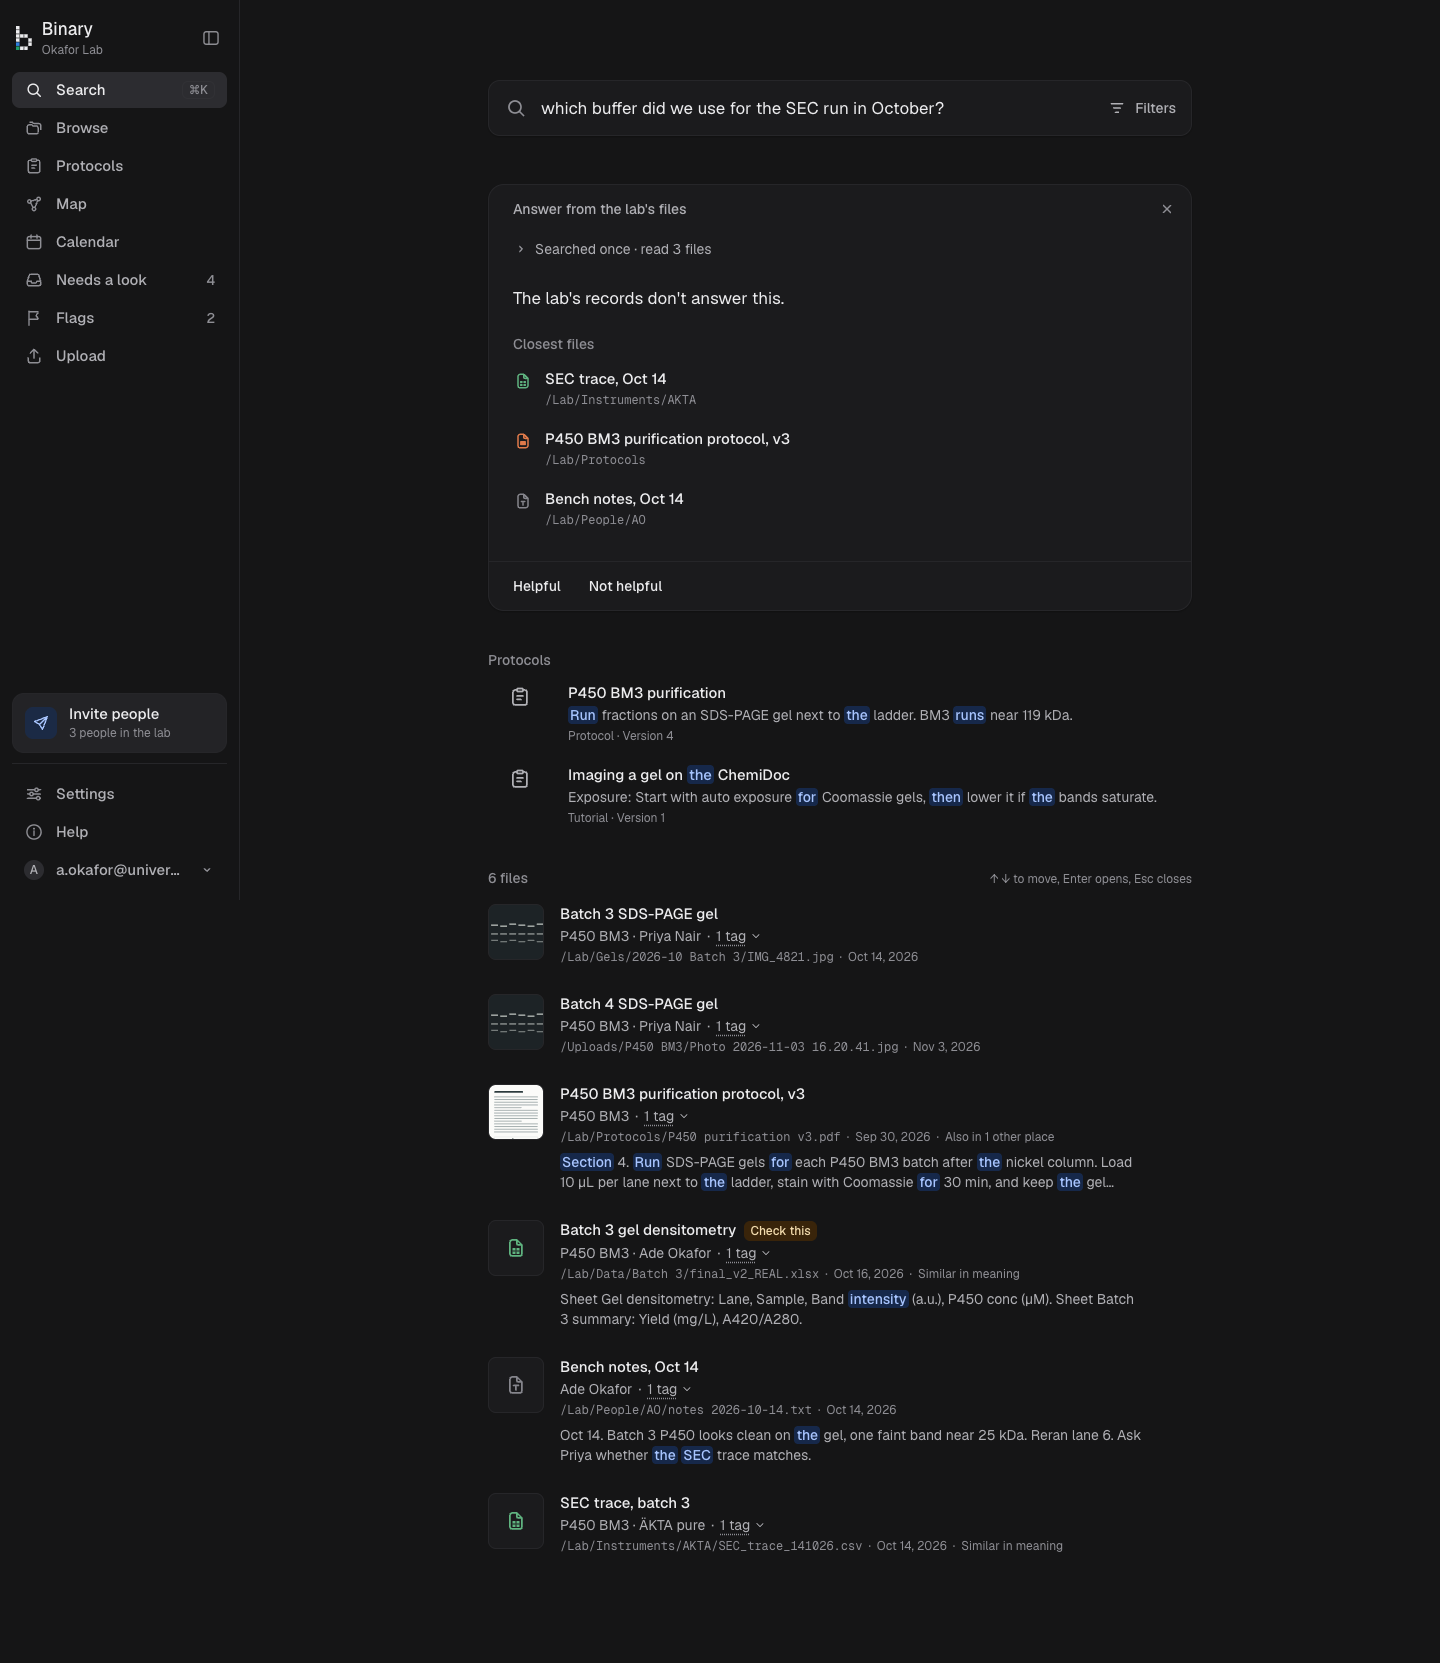 Binary
Okafor Lab
Search ⌘K
Browse
Protocols
Map
Calendar
Needs a look 4
Flags 2
Upload
Invite people
3 people in the lab
Settings
Help
A a.okafor@univer...
which buffer did we use for the SEC run in October?
Filters
Answer from the lab's files
Searched once · read 3 files
The lab's records don't answer this.
Closest files
SEC trace, Oct 14
/Lab/Instruments/AKTA
P450 BM3 purification protocol, v3
/Lab/Protocols
Bench notes, Oct 14
/Lab/People/AO
Helpful Not helpful
Protocols
P450 BM3 purification
Run fractions on an SDS-PAGE gel next to the ladder. BM3 runs near 119 kDa.
Protocol · Version 4
Imaging a gel on the ChemiDoc
Exposure: Start with auto exposure for Coomassie gels, then lower it if the bands saturate.
Tutorial · Version 1
6 files
↑↓ to move, Enter opens, Esc closes
Batch 3 SDS-PAGE gel
P450 BM3 · Priya Nair · 1 tag
/Lab/Gels/2026-10 Batch 3/IMG_4821.jpg · Oct 14, 2026
Batch 4 SDS-PAGE gel
P450 BM3 · Priya Nair · 1 tag
/Uploads/P450 BM3/Photo 2026-11-03 16.20.41.jpg · Nov 3, 2026
P450 BM3 purification protocol, v3
P450 BM3 · 1 tag
/Lab/Protocols/P450 purification v3.pdf · Sep 30, 2026 · Also in 1 other place
Section 4. Run SDS-PAGE gels for each P450 BM3 batch after the nickel column. Load
10 µL per lane next to the ladder, stain with Coomassie for 30 min, and keep the gel...
Batch 3 gel densitometry Check this
P450 BM3 · Ade Okafor · 1 tag
/Lab/Data/Batch 3/final_v2_REAL.xlsx · Oct 16, 2026 · Similar in meaning
Sheet Gel densitometry: Lane, Sample, Band intensity (a.u.), P450 conc (µM). Sheet Batch
3 summary: Yield (mg/L), A420/A280.
Bench notes, Oct 14
Ade Okafor · 1 tag
/Lab/People/AO/notes 2026-10-14.txt · Oct 14, 2026
Oct 14. Batch 3 P450 looks clean on the gel, one faint band near 25 kDa. Reran lane 6. Ask
Priya whether the SEC trace matches.
SEC trace, batch 3
P450 BM3 · ÄKTA pure · 1 tag
/Lab/Instruments/AKTA/SEC_trace_141026.csv · Oct 14, 2026 · Similar in meaning